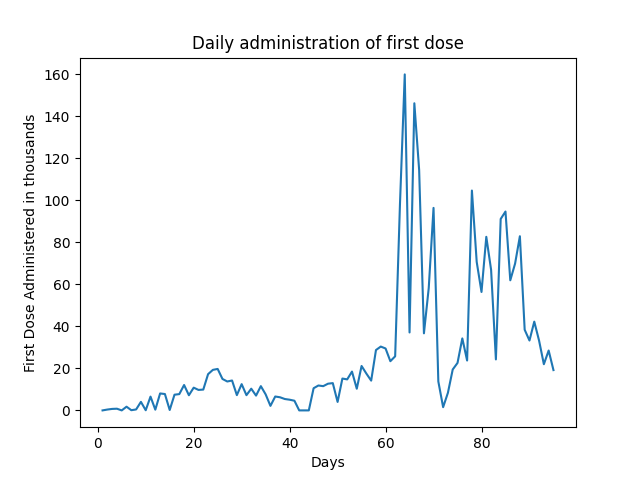 Daily administration of first dose
160
140
120
100
80
60
40
20
0
First Dose Administered in thousands
0 20 40 60 80
Days